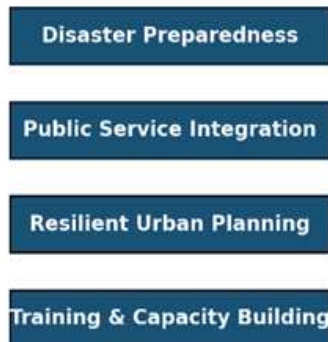 Disaster Preparedness
Public Service Integration
Resilient Urban Planning
Training & Capacity Building